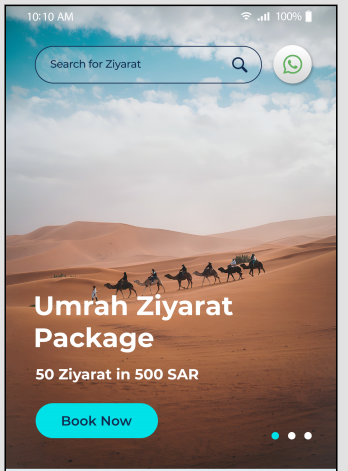 10:10 AM 100%
Search for Ziyarat
Umrah Ziyarat
Package
50 Ziyarat in 500 SAR
Book Now